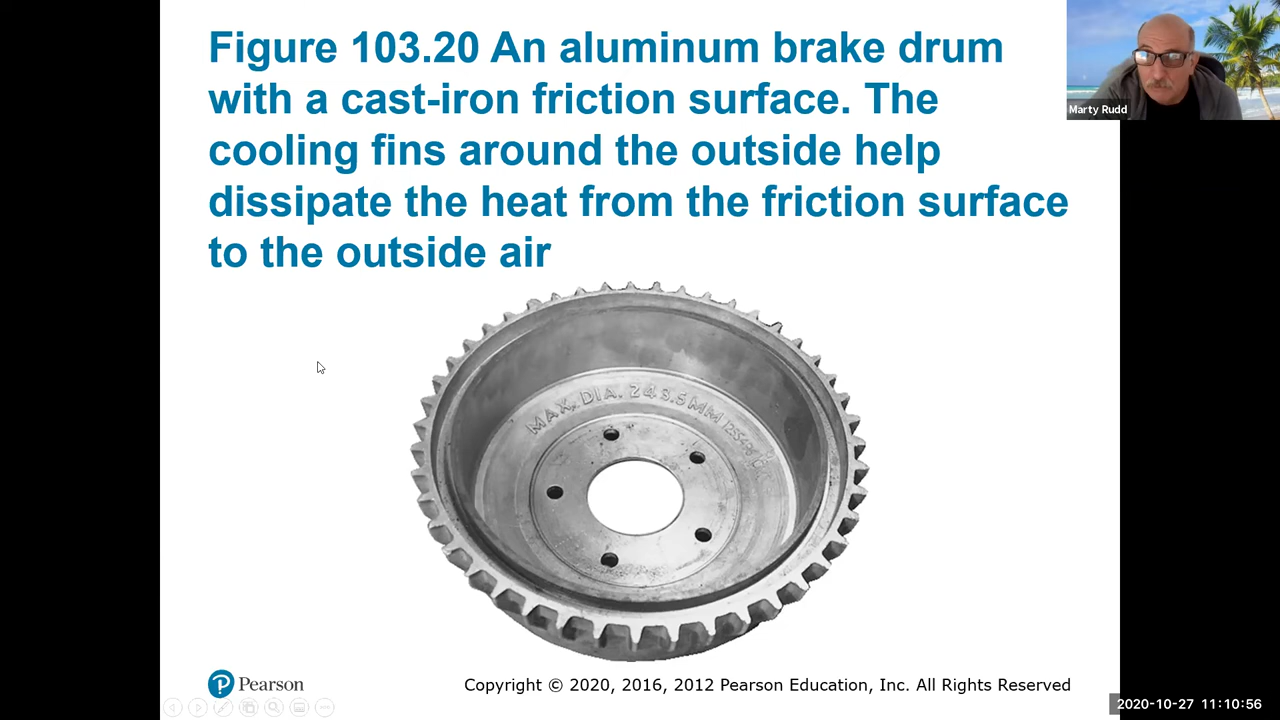 Figure 103.20 An aluminum brake drum
with a cast-iron friction surface. The
cooling fins around the outside help
dissipate the heat from the friction surface
to the outside air
Marty Rudd
MAX. DIA. 243.5MM
Pearson
Copyright © 2020, 2016, 2012 Pearson Education, Inc. All Rights Reserved
2020-10-27 11:10:56